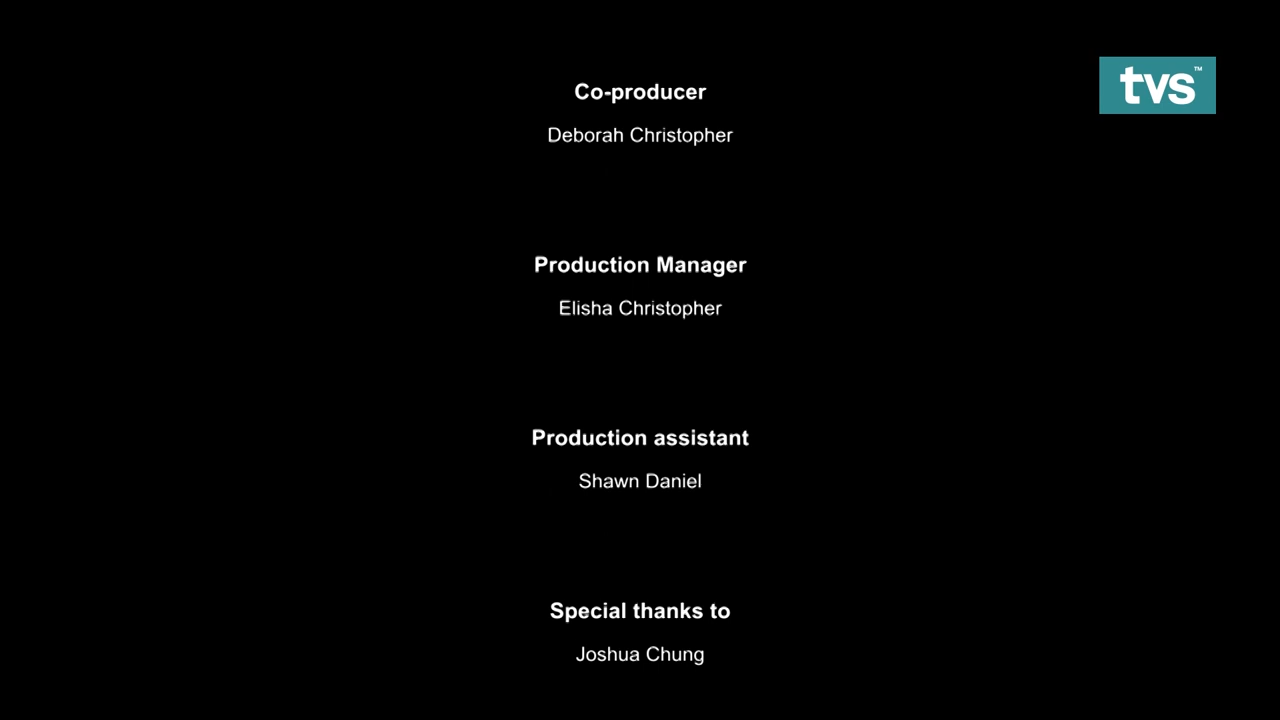 tvs™
Co-producer
Deborah Christopher
Production Manager
Elisha Christopher
Production assistant
Shawn Daniel
Special thanks to
Joshua Chung